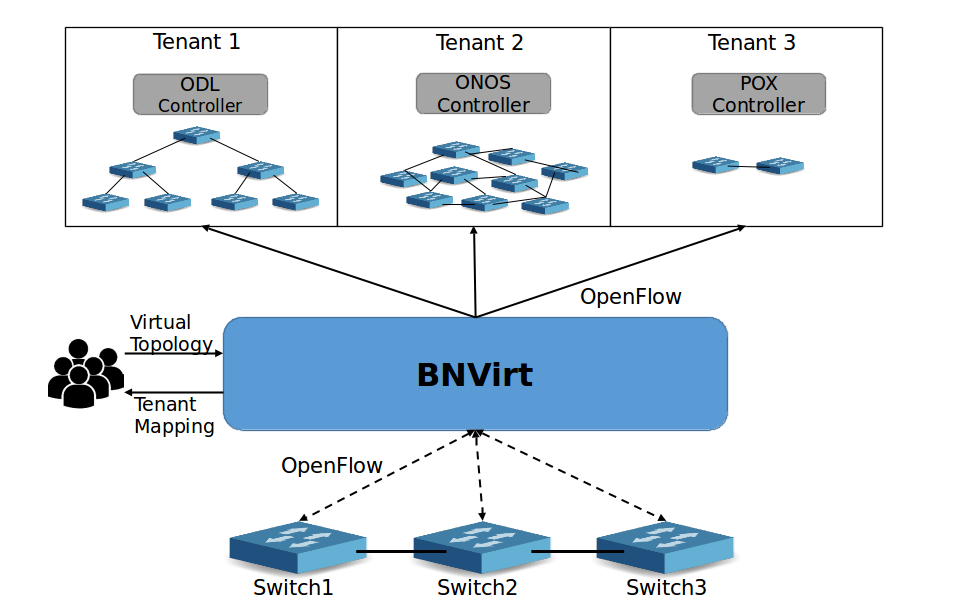 Tenant 1
Tenant 2
Tenant 3
ODL
Controller
ONOS
Controller
POX
Controller
OpenFlow
Virtual
Topology
BNVirt
Tenant
Mapping
OpenFlow
Switch1
Switch2
Switch3